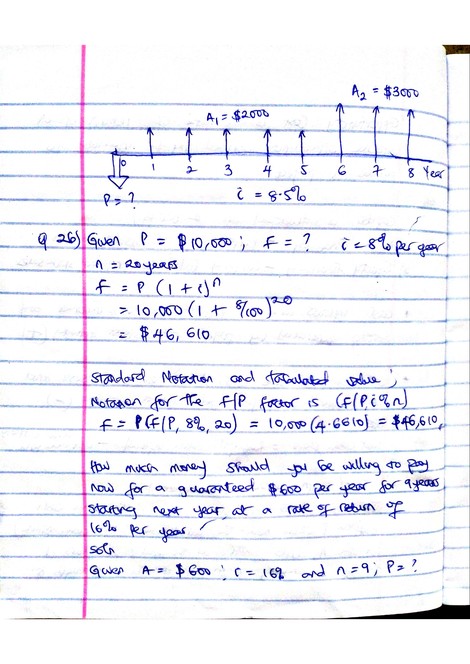 A₂ = $3000
A₁ = $2000
0 1 2 3 4 5 6 7 8 Year
P = ? i = 8.5%
Q 26) Given P = $10,000 ; F = ? i = 8% per year
n = 20 years
F = P (1 + i)ⁿ
= 10,000 (1 + 8/100)²⁰
= $46,610
Standard Notation and tabulated value ;
Notation for the F/P factor is (F/P, i%, n)
F = P(F/P, 8%, 20) = 10,000 (4.6610) = $46,610
How much money should you be willing to pay
now for a guaranteed $600 per year for 9 years
starting next year at a rate of return of
16% per year
soln
Given A = $600 ; i = 16% and n = 9 ; P = ?